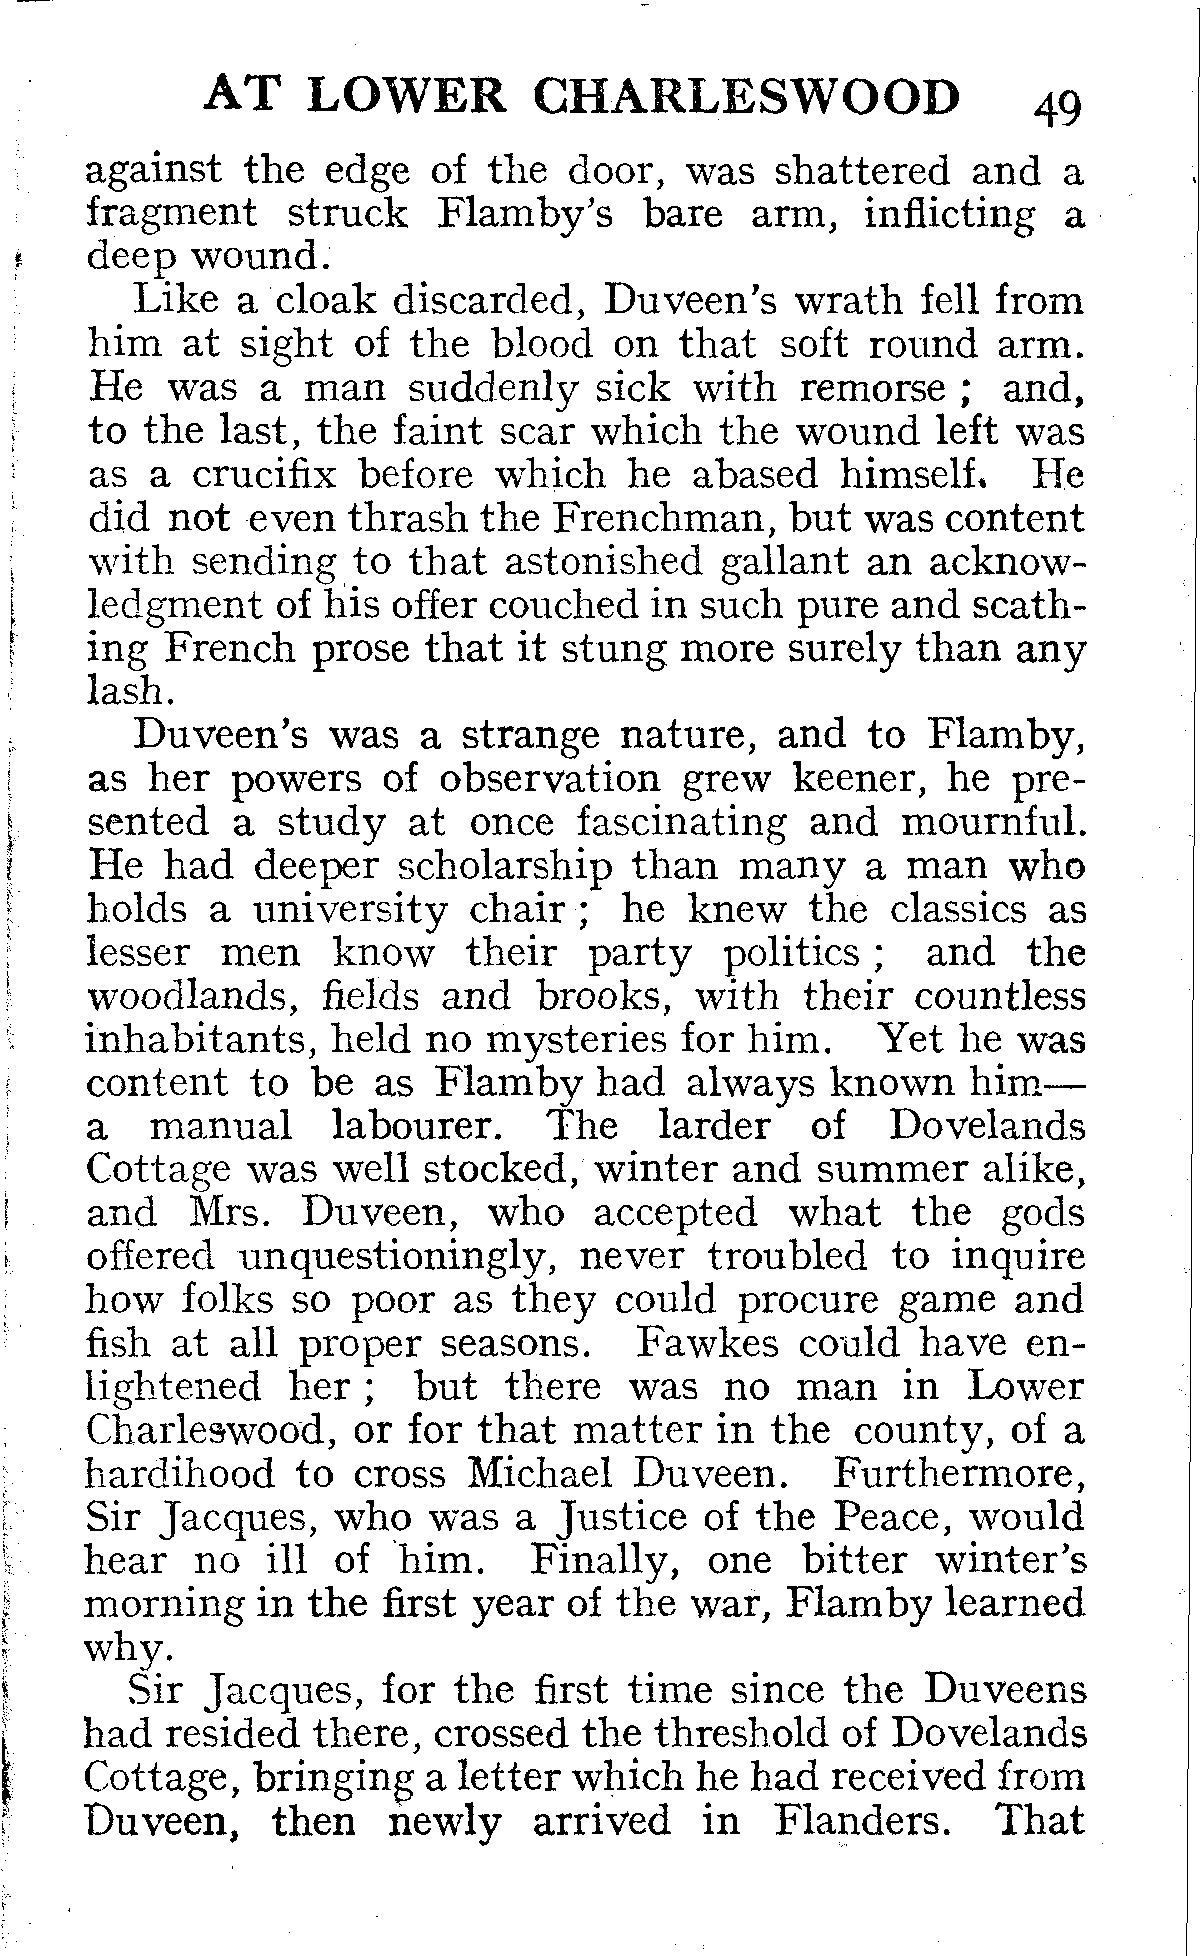 AT LOWER CHARLESWOOD 49
against the edge of the door, was shattered and a
fragment struck Flamby's bare arm, inflicting a
deep wound.
Like a cloak discarded, Duveen's wrath fell from
him at sight of the blood on that soft round arm.
He was a man suddenly sick with remorse ; and,
to the last, the faint scar which the wound left was
as a crucifix before which he abased himself. He
did not even thrash the Frenchman, but was content
with sending to that astonished gallant an acknow-
ledgment of his offer couched in such pure and scath-
ing French prose that it stung more surely than any
lash.
Duveen's was a strange nature, and to Flamby,
as her powers of observation grew keener, he pre-
sented a study at once fascinating and mournful.
He had deeper scholarship than many a man who
holds a university chair ; he knew the classics as
lesser men know their party politics ; and the
woodlands, fields and brooks, with their countless
inhabitants, held no mysteries for him. Yet he was
content to be as Flamby had always known him—
a manual labourer. The larder of Dovelands
Cottage was well stocked, winter and summer alike,
and Mrs. Duveen, who accepted what the gods
offered unquestioningly, never troubled to inquire
how folks so poor as they could procure game and
fish at all proper seasons. Fawkes could have en-
lightened her ; but there was no man in Lower
Charleswood, or for that matter in the county, of a
hardihood to cross Michael Duveen. Furthermore,
Sir Jacques, who was a Justice of the Peace, would
hear no ill of him. Finally, one bitter winter's
morning in the first year of the war, Flamby learned
why.
Sir Jacques, for the first time since the Duveens
had resided there, crossed the threshold of Dovelands
Cottage, bringing a letter which he had received from
Duveen, then newly arrived in Flanders. That